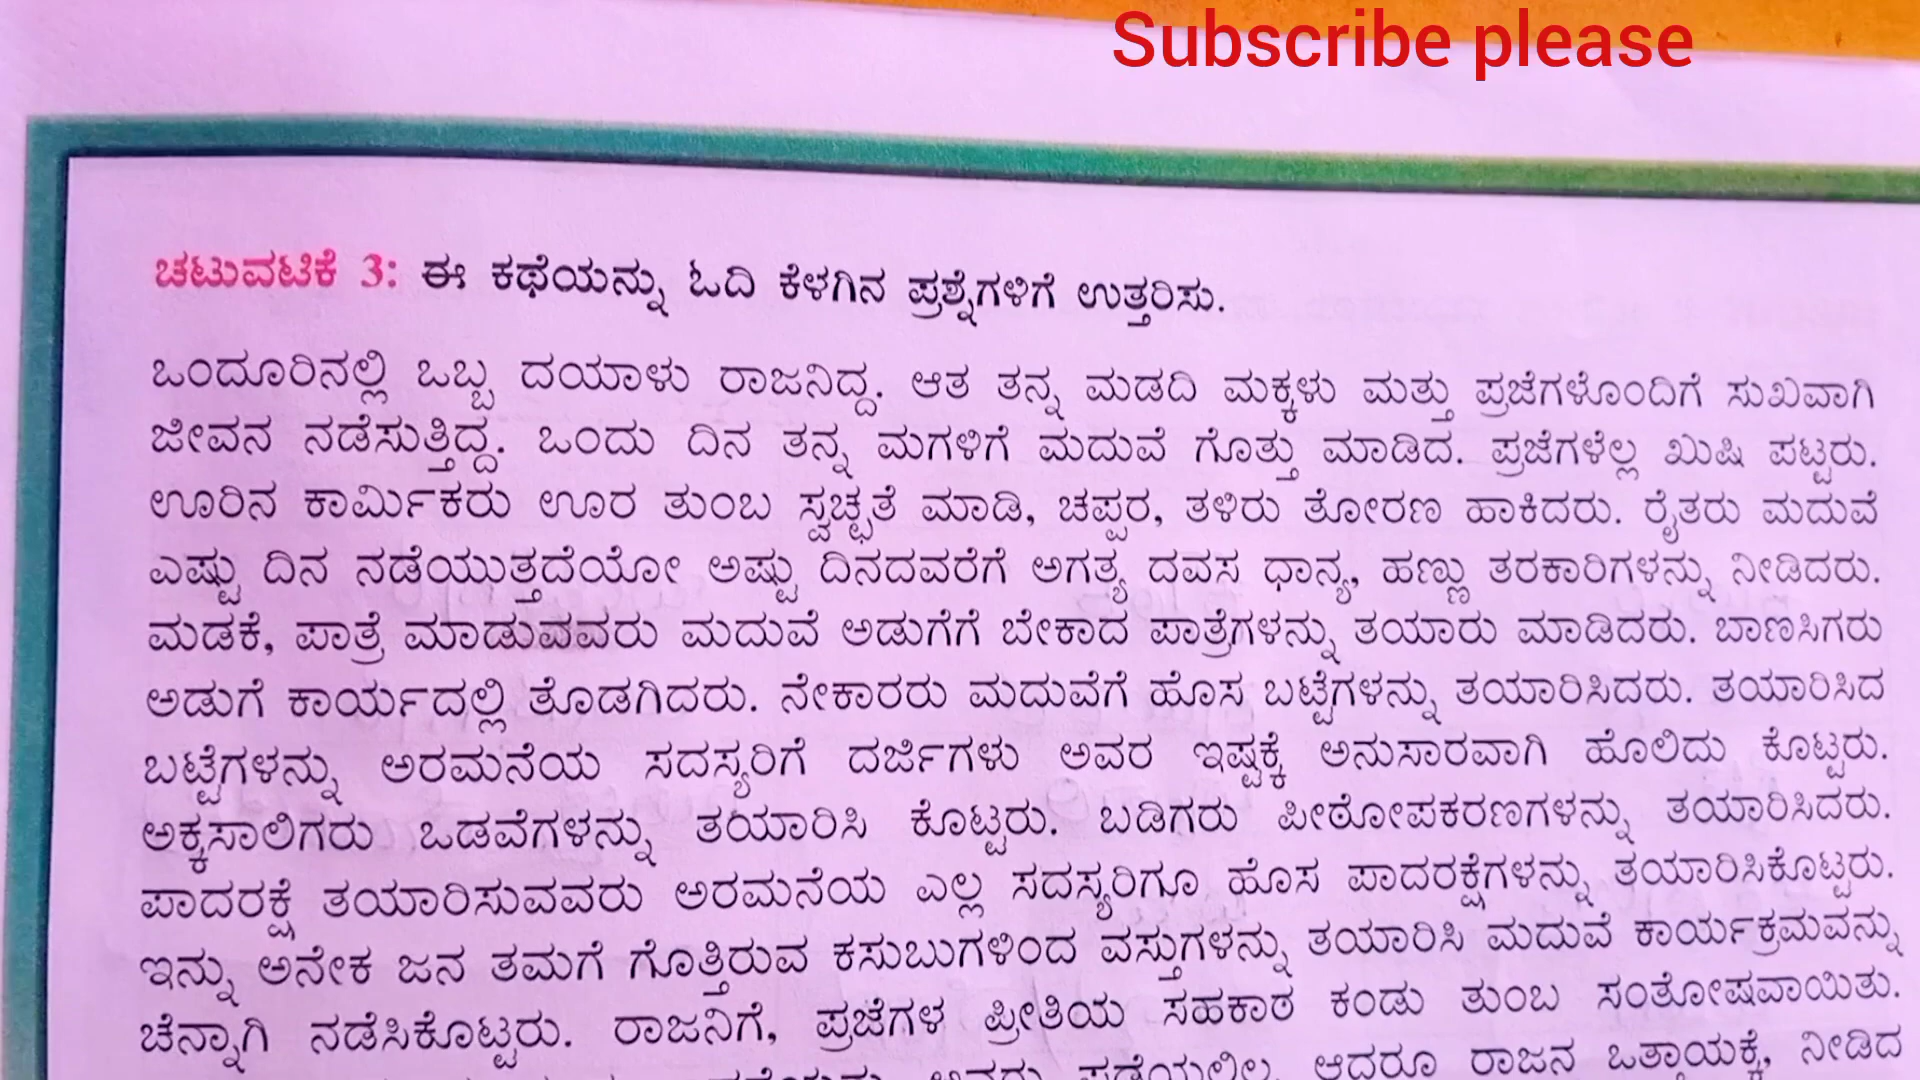 Subscribe please
ಚಟುವಟಿಕೆ 3: ಈ ಕಥೆಯನ್ನು ಓದಿ ಕೆಳಗಿನ ಪ್ರಶ್ನೆಗಳಿಗೆ ಉತ್ತರಿಸು.
ಒಂದೂರಿನಲ್ಲಿ ಒಬ್ಬ ದಯಾಳು ರಾಜನಿದ್ದ. ಆತ ತನ್ನ ಮಡದಿ ಮಕ್ಕಳು ಮತ್ತು ಪ್ರಜೆಗಳೊಂದಿಗೆ ಸುಖವಾಗಿ
ಜೀವನ ನಡೆಸುತ್ತಿದ್ದ. ಒಂದು ದಿನ ತನ್ನ ಮಗಳಿಗೆ ಮದುವೆ ಗೊತ್ತು ಮಾಡಿದ. ಪ್ರಜೆಗಳೆಲ್ಲ ಖುಷಿ ಪಟ್ಟರು.
ಊರಿನ ಕಾರ್ಮಿಕರು ಊರ ತುಂಬ ಸ್ವಚ್ಛತೆ ಮಾಡಿ, ಚಪ್ಪರ, ತಳಿರು ತೋರಣ ಹಾಕಿದರು. ರೈತರು ಮದುವೆ
ಎಷ್ಟು ದಿನ ನಡೆಯುತ್ತದೆಯೋ ಅಷ್ಟು ದಿನದವರೆಗೆ ಅಗತ್ಯ ದವಸ ಧಾನ್ಯ, ಹಣ್ಣು ತರಕಾರಿಗಳನ್ನು ನೀಡಿದರು.
ಮಡಕೆ, ಪಾತ್ರೆ ಮಾಡುವವರು ಮದುವೆ ಅಡುಗೆಗೆ ಬೇಕಾದ ಪಾತ್ರೆಗಳನ್ನು ತಯಾರು ಮಾಡಿದರು. ಬಾಣಸಿಗರು
ಅಡುಗೆ ಕಾರ್ಯದಲ್ಲಿ ತೊಡಗಿದರು. ನೇಕಾರರು ಮದುವೆಗೆ ಹೊಸ ಬಟ್ಟೆಗಳನ್ನು ತಯಾರಿಸಿದರು. ತಯಾರಿಸಿದ
ಬಟ್ಟೆಗಳನ್ನು ಅರಮನೆಯ ಸದಸ್ಯರಿಗೆ ದರ್ಜಿಗಳು ಅವರ ಇಷ್ಟಕ್ಕೆ ಅನುಸಾರವಾಗಿ ಹೊಲಿದು ಕೊಟ್ಟರು.
ಅಕ್ಕಸಾಲಿಗರು ಒಡವೆಗಳನ್ನು ತಯಾರಿಸಿ ಕೊಟ್ಟರು. ಬಡಿಗರು ಪೀಠೋಪಕರಣಗಳನ್ನು ತಯಾರಿಸಿದರು.
ಪಾದರಕ್ಷೆ ತಯಾರಿಸುವವರು ಅರಮನೆಯ ಎಲ್ಲ ಸದಸ್ಯರಿಗೂ ಹೊಸ ಪಾದರಕ್ಷೆಗಳನ್ನು ತಯಾರಿಸಿಕೊಟ್ಟರು.
ಇನ್ನು ಅನೇಕ ಜನ ತಮಗೆ ಗೊತ್ತಿರುವ ಕಸುಬುಗಳಿಂದ ವಸ್ತುಗಳನ್ನು ತಯಾರಿಸಿ ಮದುವೆ ಕಾರ್ಯಕ್ರಮವನ್ನು
ಚೆನ್ನಾಗಿ ನಡೆಸಿಕೊಟ್ಟರು. ರಾಜನಿಗೆ, ಪ್ರಜೆಗಳ ಪ್ರೀತಿಯ ಸಹಕಾರ ಕಂಡು ತುಂಬ ಸಂತೋಷವಾಯಿತು.
ಪಡೆಯಲಿಲ್ಲ. ಆದರೂ ರಾಜನ ಒತ್ತಾಯಕ್ಕೆ, ನೀಡಿದ